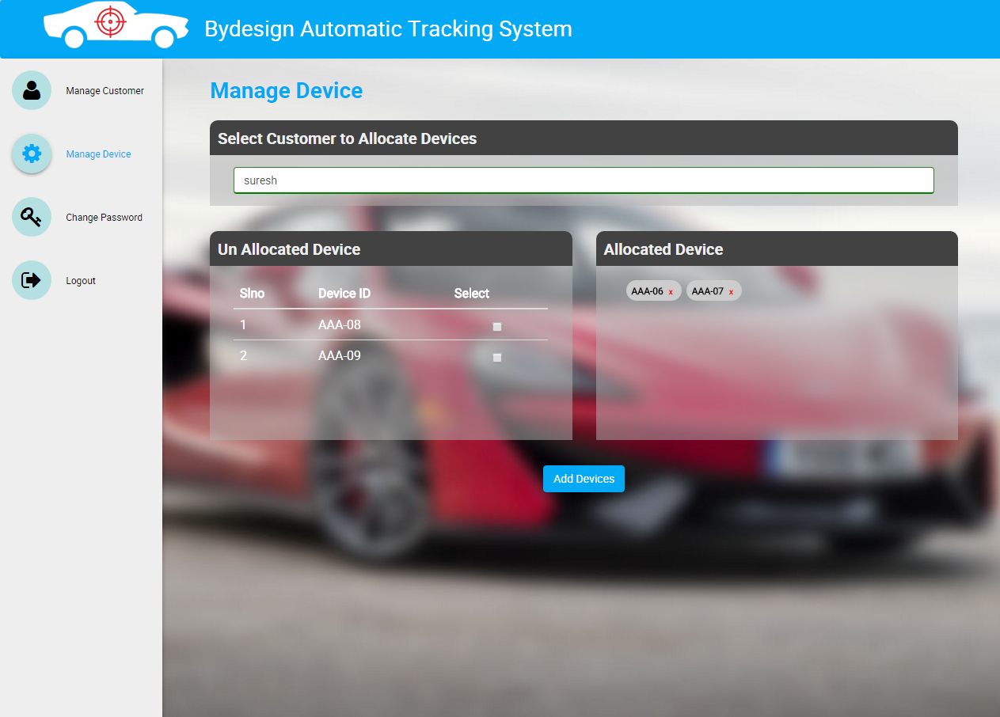 Bydesign Automatic Tracking System
Manage Customer
Manage Device
Change Password
Logout
Manage Device
Select Customer to Allocate Devices
suresh
Un Allocated Device
Slno Device ID Select
1 AAA-08
2 AAA-09
Allocated Device
AAA-06 x AAA-07 x
Add Devices